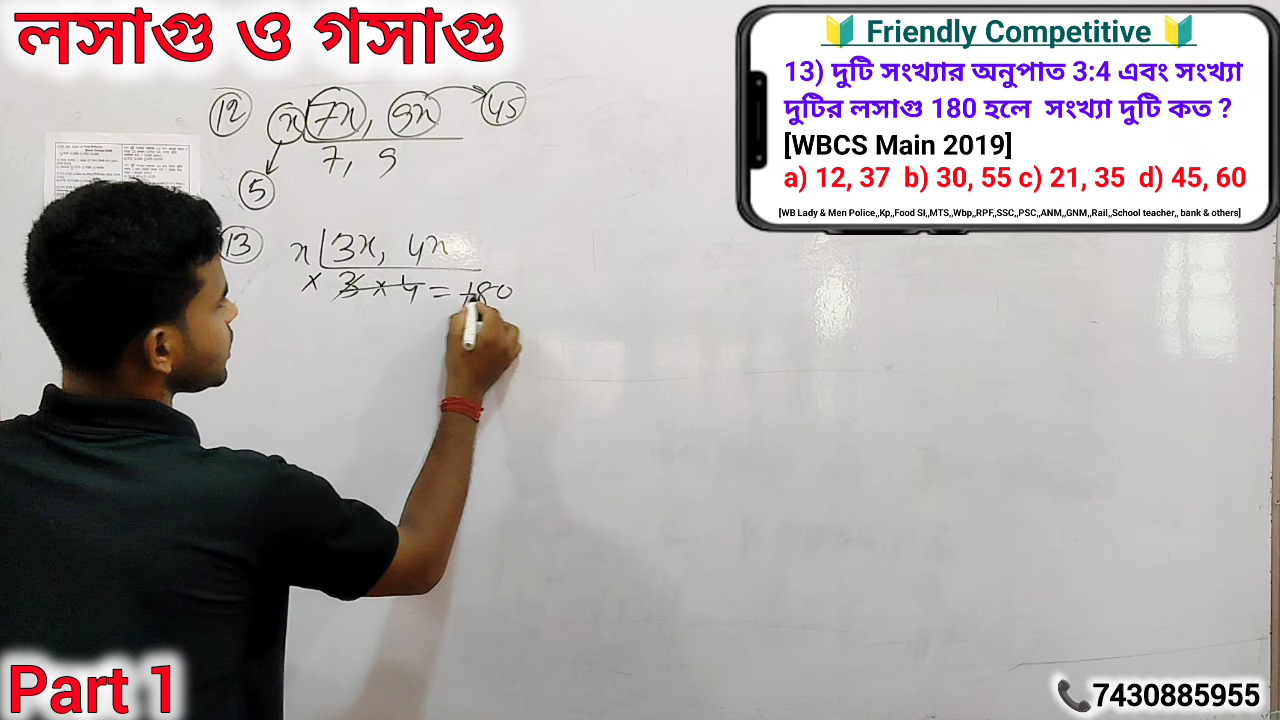 লসাগু ও গসাগু
🔰 Friendly Competitive 🔰
13) দুটি সংখ্যার অনুপাত 3:4 এবং সংখ্যা
দুটির লসাগু 180 হলে সংখ্যা দুটি কত ?
[WBCS Main 2019]
a) 12, 37 b) 30, 55 c) 21, 35 d) 45, 60
[WB Lady & Men Police,,Kp,,Food SI,,MTS,,Wbp,,RPF,,SSC,,PSC,,ANM,,GNM,,Rail,,School teacher,, bank & others]
12 x 7x, 9x 45
7, 9
5
13 x 3x, 4x
x 3 x 4 = 180
Part 1
📞7430885955